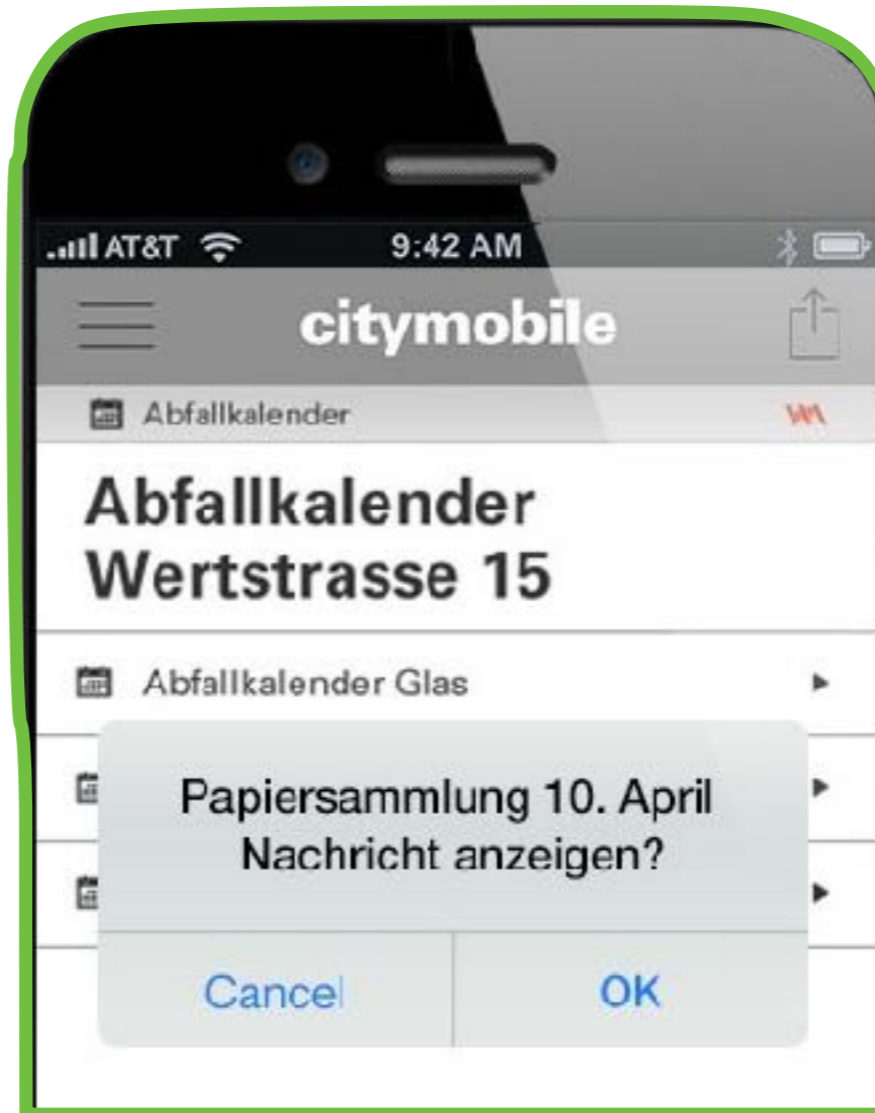 AT&T 9:42 AM
citymobile
Abfallkalender
Abfallkalender
Wertstrasse 15
Abfallkalender Glas
Papiersammlung 10. April
Nachricht anzeigen?
Cancel OK